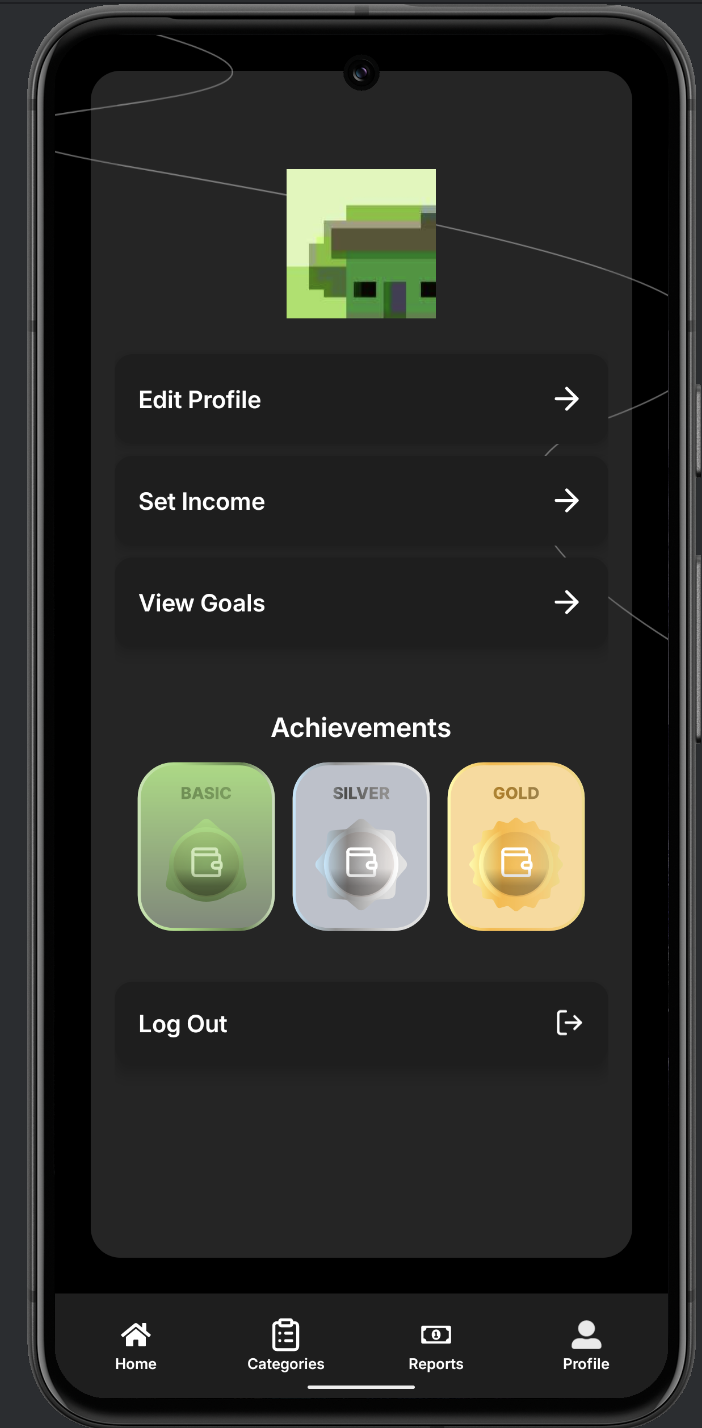 Edit Profile
Set Income
View Goals
Achievements
BASIC
SILVER
GOLD
Log Out
Home
Categories
Reports
Profile